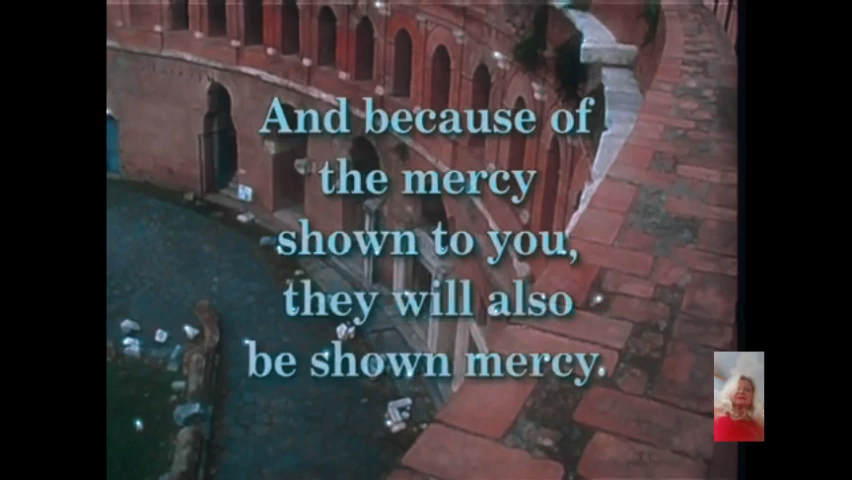 And because of
the mercy
shown to you,
they will also
be shown mercy.